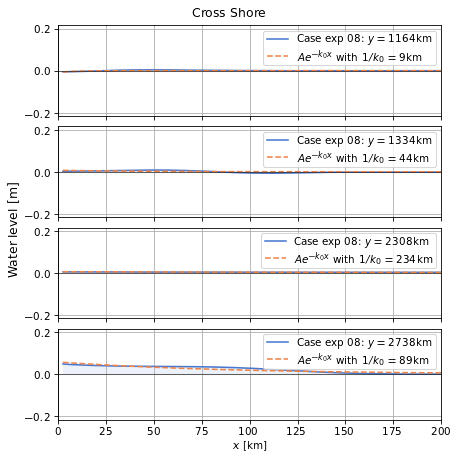 Cross Shore
0.2
0.0
−0.2
Case exp 08: y = 1164km
Ae^{−k₀x} with 1/k₀ = 9km
0.2
0.0
−0.2
Case exp 08: y = 1334km
Ae^{−k₀x} with 1/k₀ = 44km
Water level [m]
0.2
0.0
−0.2
Case exp 08: y = 2308km
Ae^{−k₀x} with 1/k₀ = 234km
0.2
0.0
−0.2
Case exp 08: y = 2738km
Ae^{−k₀x} with 1/k₀ = 89km
0 25 50 75 100 125 150 175 200
x [km]